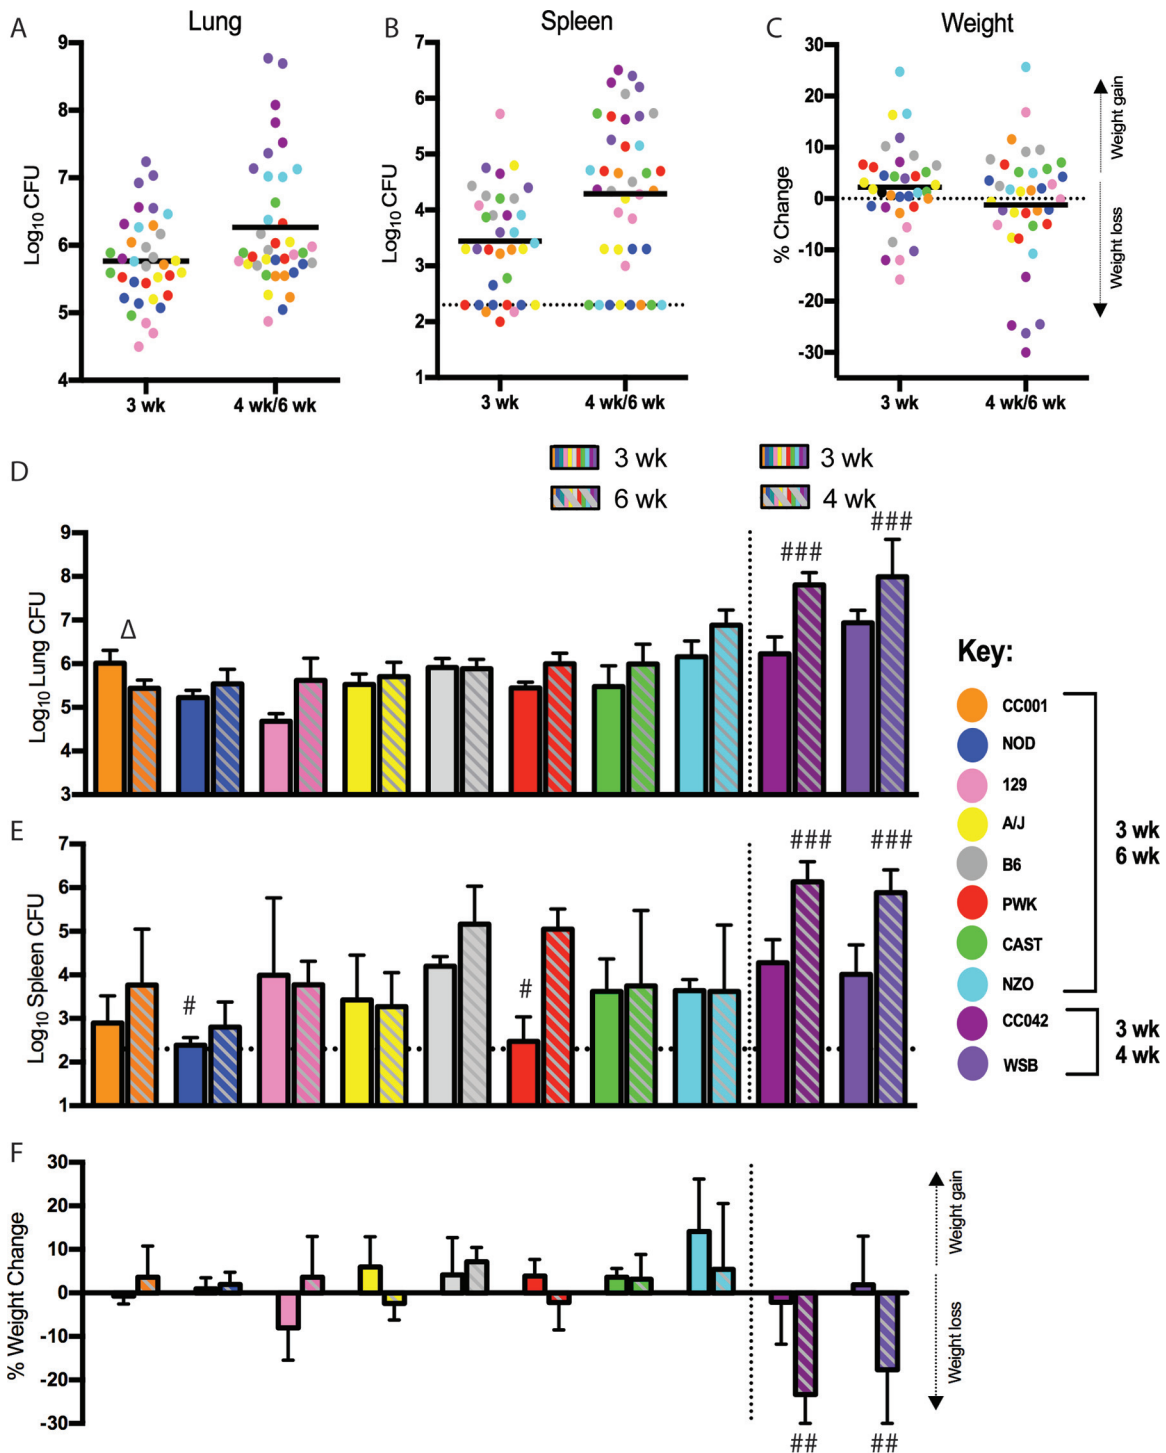 A Lung
9
8
7
6
5
4
Log10 CFU
3 wk 4 wk/6 wk
B Spleen
7
6
5
4
3
2
1
Log10 CFU
3 wk 4 wk/6 wk
C Weight
30
20
10
0
-10
-20
-30
% Change
3 wk 4 wk/6 wk
Weight gain
Weight loss
3 wk 3 wk
6 wk 4 wk
D
9
8
7
6
5
4
3
Log10 Lung CFU
Δ ### ###
E
7
6
5
4
3
2
1
Log10 Spleen CFU
# # ### ###
F
30
20
10
0
-10
-20
-30
% Weight Change
## ##
Weight gain
Weight loss
Key:
CC001
NOD
129
A/J
B6
PWK
CAST
NZO
CC042
WSB
3 wk
6 wk
3 wk
4 wk